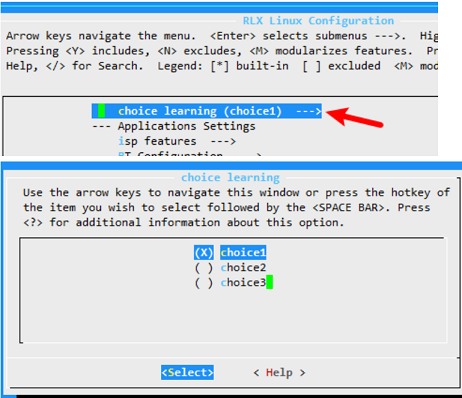 RLX Linux Configuration
Arrow keys navigate the menu.  <Enter> selects submenus --->.  Hig
Pressing <Y> includes, <N> excludes, <M> modularizes features.  Pr
Help, </> for Search.  Legend: [*] built-in  [ ] excluded  <M> mod
choice learning (choice1)  --->
--- Applications Settings
isp features  --->
BT Configuration  --->
choice learning
Use the arrow keys to navigate this window or press the hotkey of
the item you wish to select followed by the <SPACE BAR>. Press
<?> for additional information about this option.
(X) choice1
( ) choice2
( ) choice3
<Select>      < Help >